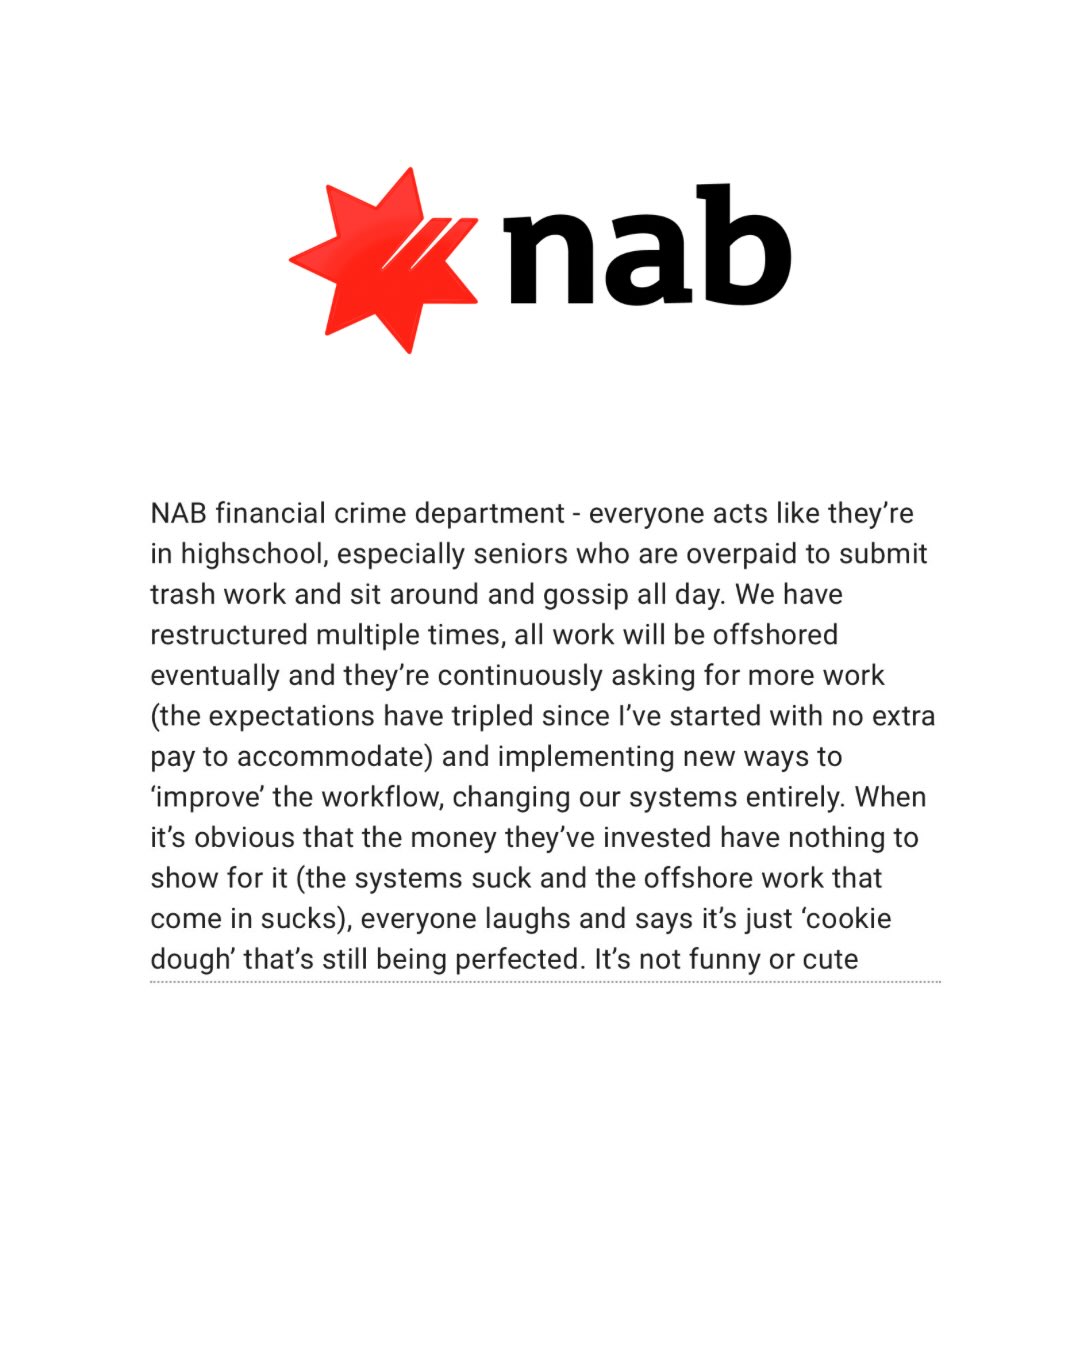 nab
NAB financial crime department - everyone acts like they’re
in highschool, especially seniors who are overpaid to submit
trash work and sit around and gossip all day. We have
restructured multiple times, all work will be offshored
eventually and they’re continuously asking for more work
(the expectations have tripled since I’ve started with no extra
pay to accommodate) and implementing new ways to
‘improve’ the workflow, changing our systems entirely. When
it’s obvious that the money they’ve invested have nothing to
show for it (the systems suck and the offshore work that
come in sucks), everyone laughs and says it’s just ‘cookie
dough’ that’s still being perfected. It’s not funny or cute